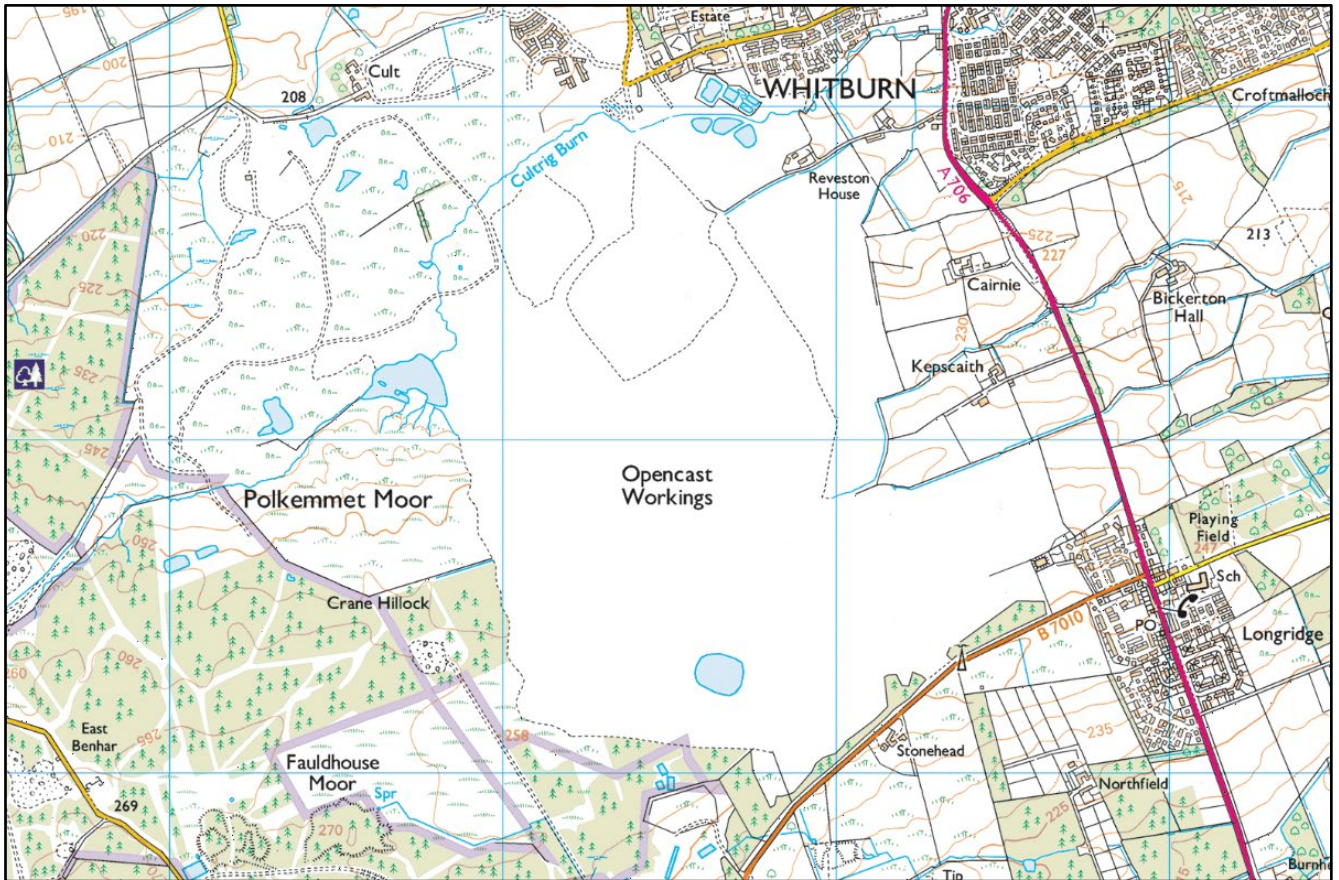 195
200
Cult
208
210
Estate
WHITBURN
Croftmalloch
Cultrig Burn
Reveston
House
A 706
215
213
225
227
220
225
Cairnie
Bickerton
Hall
230
235
Kepscaith
245
Opencast
Workings
Polkemmet Moor
250
Playing
Field
247
Sch
Crane Hillock
B 7010
PO
Longridge
260
265
East
Benhar
258
Stonehead
235
Fauldhouse
Moor
Spr
Northfield
269
270
225
Tip